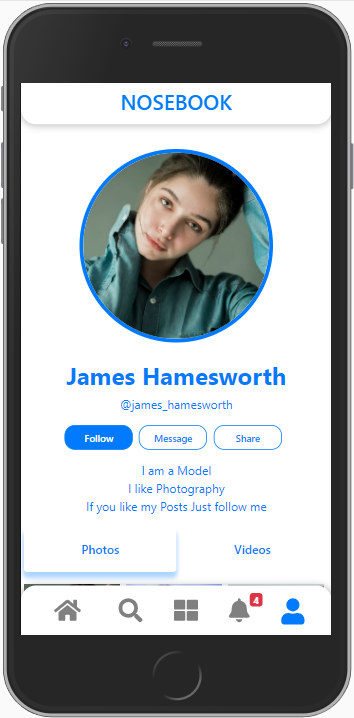 NOSEBOOK
James Hamesworth
@james_hamesworth
Follow Message Share
I am a Model
I like Photography
If you like my Posts Just follow me
Photos Videos
4